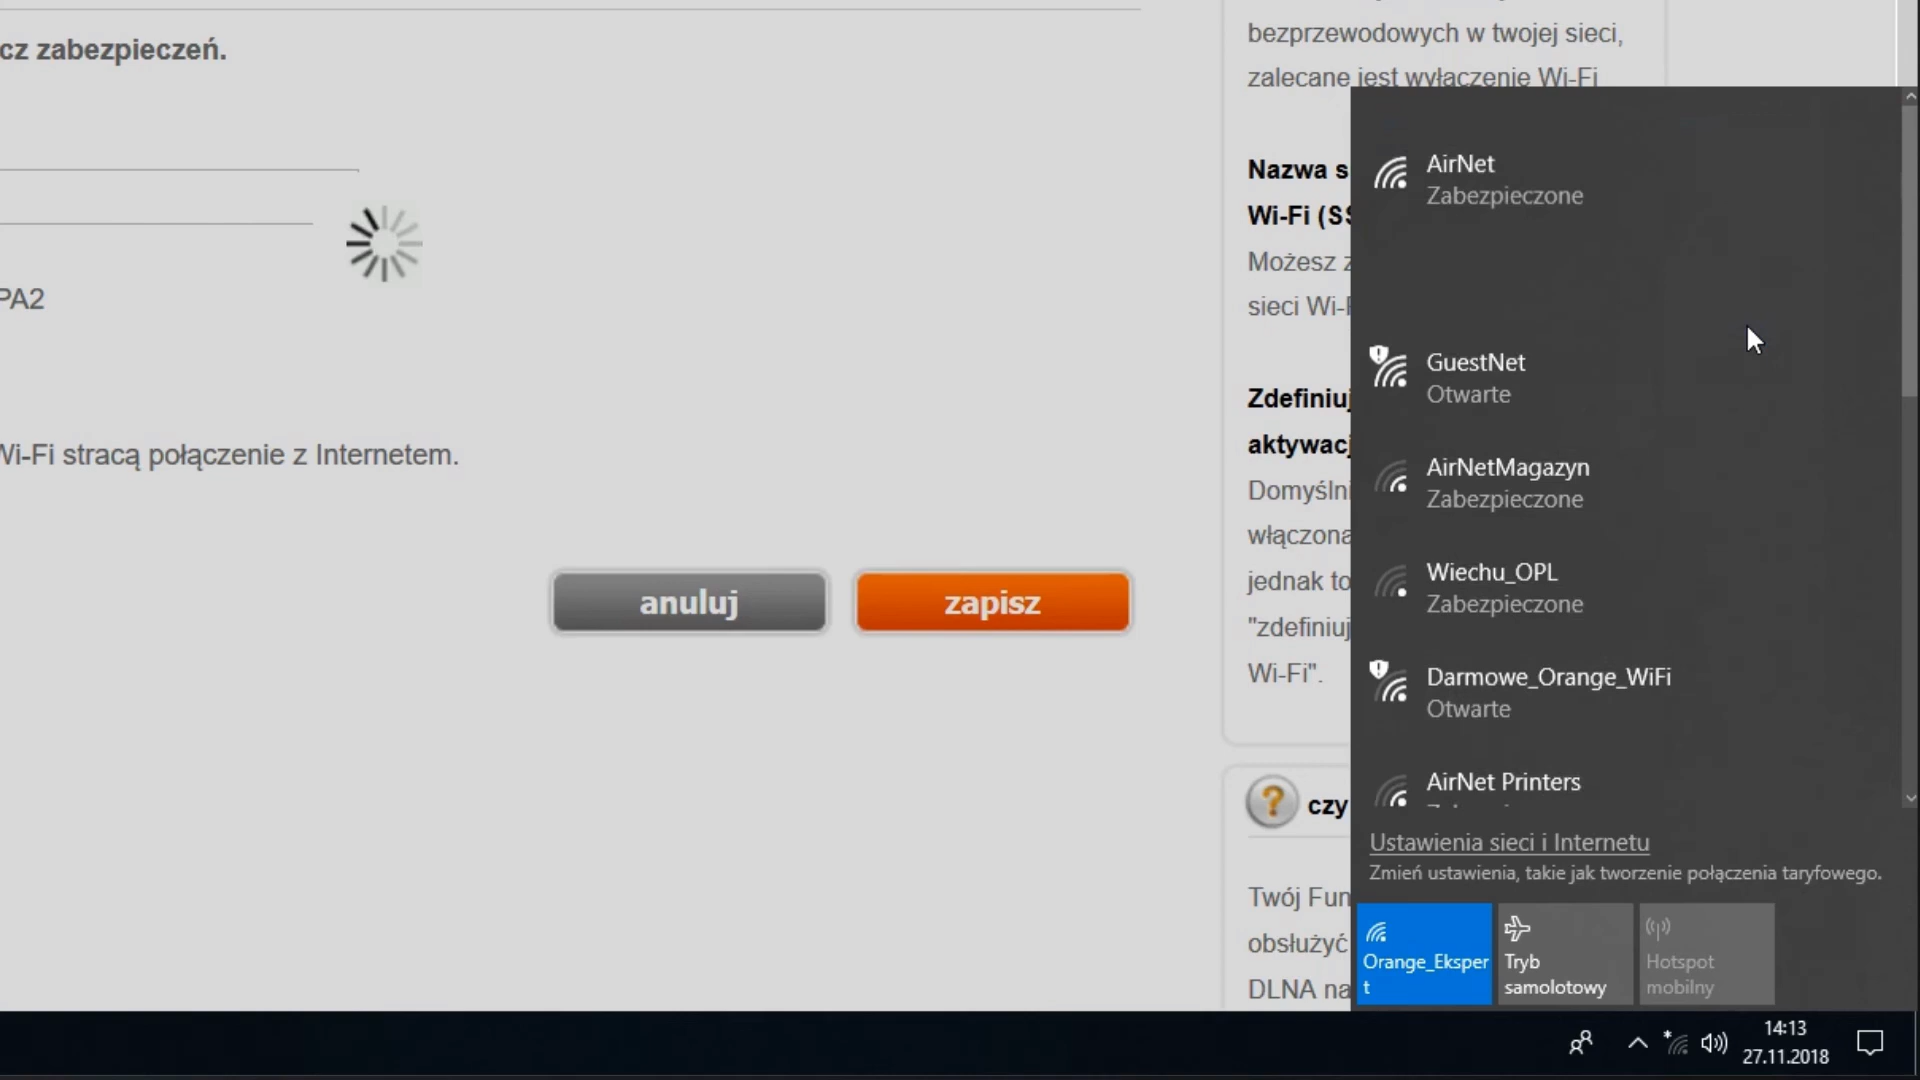 cz zabezpieczeń.
PA2
Wi-Fi stracą połączenie z Internetem.
anuluj
zapisz
bezprzewodowych w twojej sieci,
zalecane jest wyłączenie Wi-Fi
Nazwa s
Wi-Fi (SS
Możesz z
sieci Wi-F
Zdefiniuj
aktywacj
Domyślni
włączona
jednak to
"zdefiniuj
Wi-Fi".
czy
Twój Fun
obsłużyć
DLNA na
AirNet
Zabezpieczone
GuestNet
Otwarte
AirNetMagazyn
Zabezpieczone
Wiechu_OPL
Zabezpieczone
Darmowe_Orange_WiFi
Otwarte
AirNet Printers
Ustawienia sieci i Internetu
Zmień ustawienia, takie jak tworzenie połączenia taryfowego.
Orange_Eksper
t
Tryb
samolotowy
Hotspot
mobilny
14:13
27.11.2018